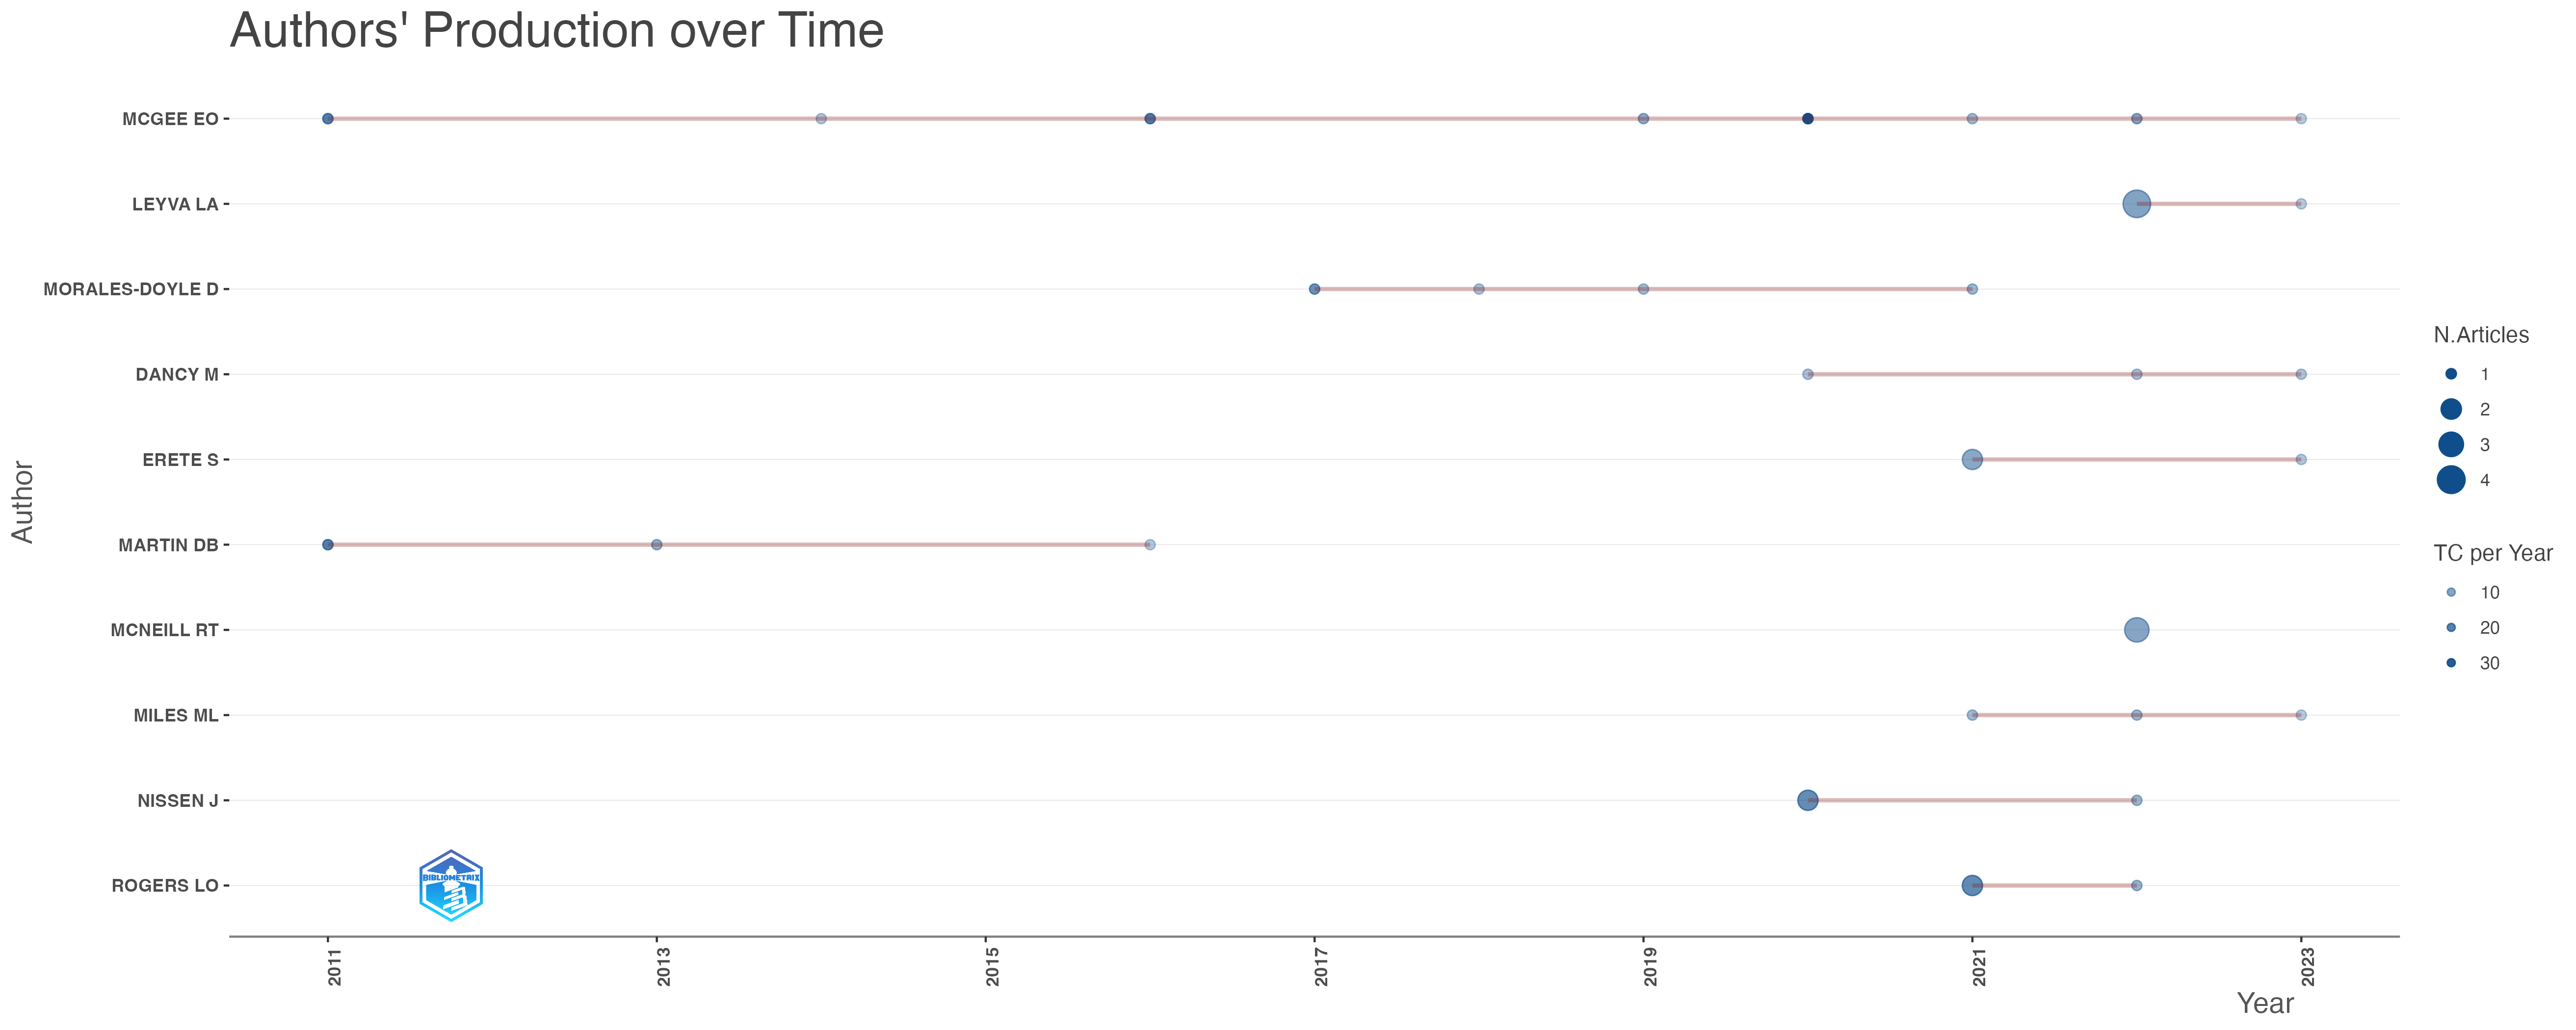 Authors' Production over Time
MCGEE EO
LEYVA LA
MORALES-DOYLE D
DANCY M
ERETE S
MARTIN DB
MCNEILL RT
MILES ML
NISSEN J
ROGERS LO
Author
BIBLIOMETRIX
2011
2013
2015
2017
2019
2021
2023
Year
N.Articles
1
2
3
4
TC per Year
10
20
30